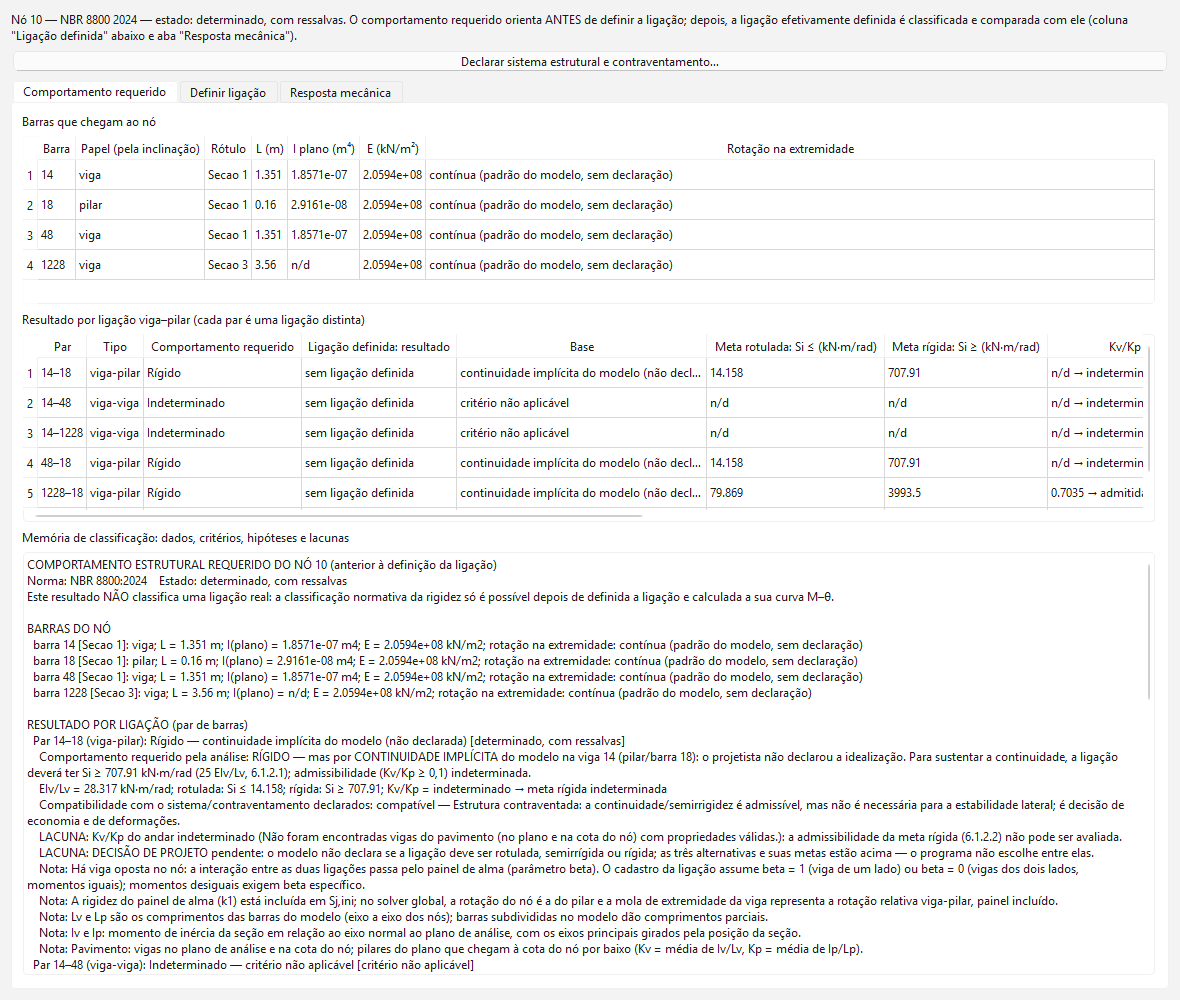 Nó 10 — NBR 8800 2024 — estado: determinado, com ressalvas. O comportamento requerido orienta ANTES de definir a ligação; depois, a ligação efetivamente definida é classificada e comparada com ele (coluna
"Ligação definida" abaixo e aba "Resposta mecânica").
Declarar sistema estrutural e contraventamento...
Comportamento requerido Definir ligação Resposta mecânica
Barras que chegam ao nó
Barra Papel (pela inclinação) Rótulo L (m) I plano (m⁴) E (kN/m²) Rotação na extremidade
1 14 viga Secao 1 1.351 1.8571e-07 2.0594e+08 contínua (padrão do modelo, sem declaração)
2 18 pilar Secao 1 0.16 2.9161e-08 2.0594e+08 contínua (padrão do modelo, sem declaração)
3 48 viga Secao 1 1.351 1.8571e-07 2.0594e+08 contínua (padrão do modelo, sem declaração)
4 1228 viga Secao 3 3.56 n/d 2.0594e+08 contínua (padrão do modelo, sem declaração)
Resultado por ligação viga–pilar (cada par é uma ligação distinta)
Par Tipo Comportamento requerido Ligação definida: resultado Base Meta rotulada: Si ≤ (kN·m/rad) Meta rígida: Si ≥ (kN·m/rad) Kv/Kp
1 14–18 viga-pilar Rígido sem ligação definida continuidade implícita do modelo (não decl... 14.158 707.91 n/d → indetermin
2 14–48 viga-viga Indeterminado sem ligação definida critério não aplicável n/d n/d n/d → indetermin
3 14–1228 viga-viga Indeterminado sem ligação definida critério não aplicável n/d n/d n/d → indetermin
4 48–18 viga-pilar Rígido sem ligação definida continuidade implícita do modelo (não decl... 14.158 707.91 n/d → indetermin
5 1228–18 viga-pilar Rígido sem ligação definida continuidade implícita do modelo (não decl... 79.869 3993.5 0.7035 → admitida
Memória de classificação: dados, critérios, hipóteses e lacunas
COMPORTAMENTO ESTRUTURAL REQUERIDO DO NÓ 10 (anterior à definição da ligação)
Norma: NBR 8800:2024 Estado: determinado, com ressalvas
Este resultado NÃO classifica uma ligação real: a classificação normativa da rigidez só é possível depois de definida a ligação e calculada a sua curva M–θ.
BARRAS DO NÓ
barra 14 [Secao 1]: viga; L = 1.351 m; I(plano) = 1.8571e-07 m4; E = 2.0594e+08 kN/m2; rotação na extremidade: contínua (padrão do modelo, sem declaração)
barra 18 [Secao 1]: pilar; L = 0.16 m; I(plano) = 2.9161e-08 m4; E = 2.0594e+08 kN/m2; rotação na extremidade: contínua (padrão do modelo, sem declaração)
barra 48 [Secao 1]: viga; L = 1.351 m; I(plano) = 1.8571e-07 m4; E = 2.0594e+08 kN/m2; rotação na extremidade: contínua (padrão do modelo, sem declaração)
barra 1228 [Secao 3]: viga; L = 3.56 m; I(plano) = n/d; E = 2.0594e+08 kN/m2; rotação na extremidade: contínua (padrão do modelo, sem declaração)
RESULTADO POR LIGAÇÃO (par de barras)
Par 14–18 (viga-pilar): Rígido — continuidade implícita do modelo (não declarada) [determinado, com ressalvas]
Comportamento requerido pela análise: RÍGIDO — mas por CONTINUIDADE IMPLÍCITA do modelo na viga 14 (pilar/barra 18): o projetista não declarou a idealização. Para sustentar a continuidade, a ligação
deverá ter Si ≥ 707.91 kN·m/rad (25 EIv/Lv, 6.1.2.1); admissibilidade (Kv/Kp ≥ 0,1) indeterminada.
EIv/Lv = 28.317 kN·m/rad; rotulada: Si ≤ 14.158; rígida: Si ≥ 707.91; Kv/Kp = indeterminado → meta rígida indeterminada
Compatibilidade com o sistema/contraventamento declarados: compatível — Estrutura contraventada: a continuidade/semirrigidez é admissível, mas não é necessária para a estabilidade lateral; é decisão de
economia e de deformações.
LACUNA: Kv/Kp do andar indeterminado (Não foram encontradas vigas do pavimento (no plano e na cota do nó) com propriedades válidas.): a admissibilidade da meta rígida (6.1.2.2) não pode ser avaliada.
LACUNA: DECISÃO DE PROJETO pendente: o modelo não declara se a ligação deve ser rotulada, semirrígida ou rígida; as três alternativas e suas metas estão acima — o programa não escolhe entre elas.
Nota: Há viga oposta no nó: a interação entre as duas ligações passa pelo painel de alma (parâmetro beta). O cadastro da ligação assume beta = 1 (viga de um lado) ou beta = 0 (vigas dos dois lados,
momentos iguais); momentos desiguais exigem beta específico.
Nota: A rigidez do painel de alma (k1) está incluída em Sj,ini; no solver global, a rotação do nó é a do pilar e a mola de extremidade da viga representa a rotação relativa viga-pilar, painel incluído.
Nota: Lv e Lp são os comprimentos das barras do modelo (eixo a eixo dos nós); barras subdivididas no modelo dão comprimentos parciais.
Nota: Iv e Ip: momento de inércia da seção em relação ao eixo normal ao plano de análise, com os eixos principais girados pela posição da seção.
Nota: Pavimento: vigas no plano de análise e na cota do nó; pilares do plano que chegam à cota do nó por baixo (Kv = média de Iv/Lv, Kp = média de Ip/Lp).
Par 14–48 (viga-viga): Indeterminado — critério não aplicável [critério não aplicável]